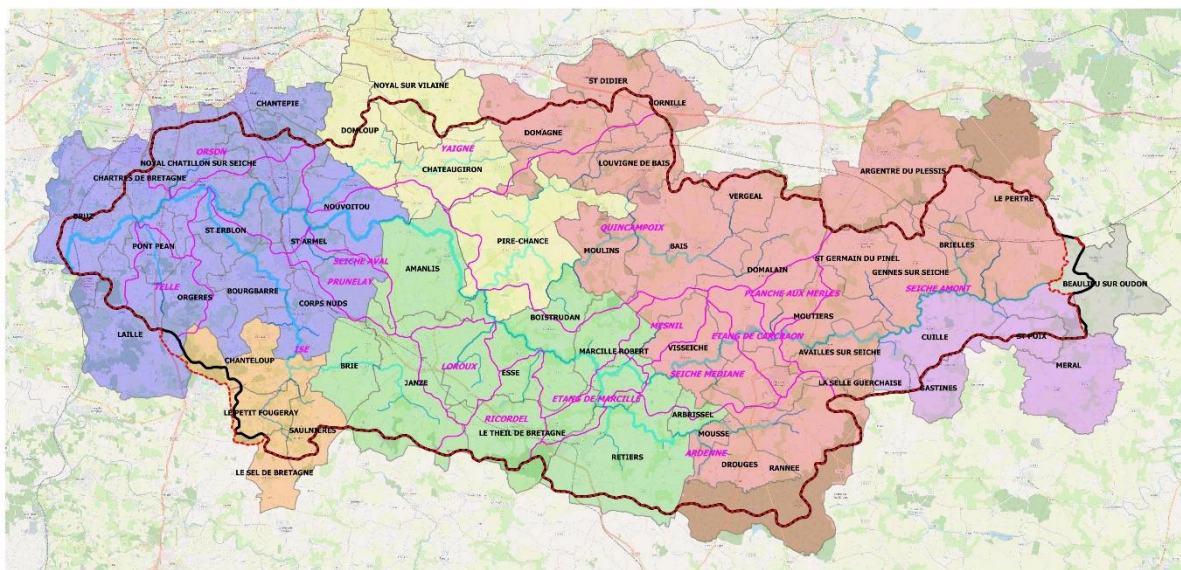 NOYAL SUR VILAINE
ST DIDIER
CORNILLE
CHANTEPIE
DOMLOUP
DOMAGNE
YAIGNE
ORSON
NOYAL CHATILLON SUR SEICHE
CHATEAUGIRON
LOUVIGNE DE BAIS
ARGENTRE DU PLESSIS
CHARTRES DE BRETAGNE
VERGEAL
LE PERTRE
BRUZ
NOUVOITOU
QUINCAMPOIX
ST ERBLON
ST ARMEL
PIRE-CHANCE
PONT PEAN
MOULINS
BAIS
BRIELLES
SEICHE AVAL
AMANLIS
ST GERMAIN DU PINEL
DOMALAIN
GENNES SUR SEICHE
TELLE
PRUNELAY
BEAULIEU SUR OUDON
SEICHE AMONT
ORGERES
BOURGBARRE
PLANCHE AUX MERLES
CORPS NUDS
BOISTRUDAN
MOUTIERS
LAILLE
MESNIL
ETANG DE CARCRAON
CUILLE
ST POIX
ISE
VISSEICHE
MARCILLE ROBERT
AVAILLES SUR SEICHE
CHANTELOUP
BRIE
LOROUX
ESSE
SEICHE MEDIANE
MERAL
JANZE
LA SELLE GUERCHAISE
GASTINES
ETANG DE MARCILLE
LE PETIT FOUGERAY
ARBRISSEL
RICORDEL
SAULNIERES
LE THEIL DE BRETAGNE
MOUSSE
ARDENNE
RETIERS
DROUGES
RANNEE
LE SEL DE BRETAGNE